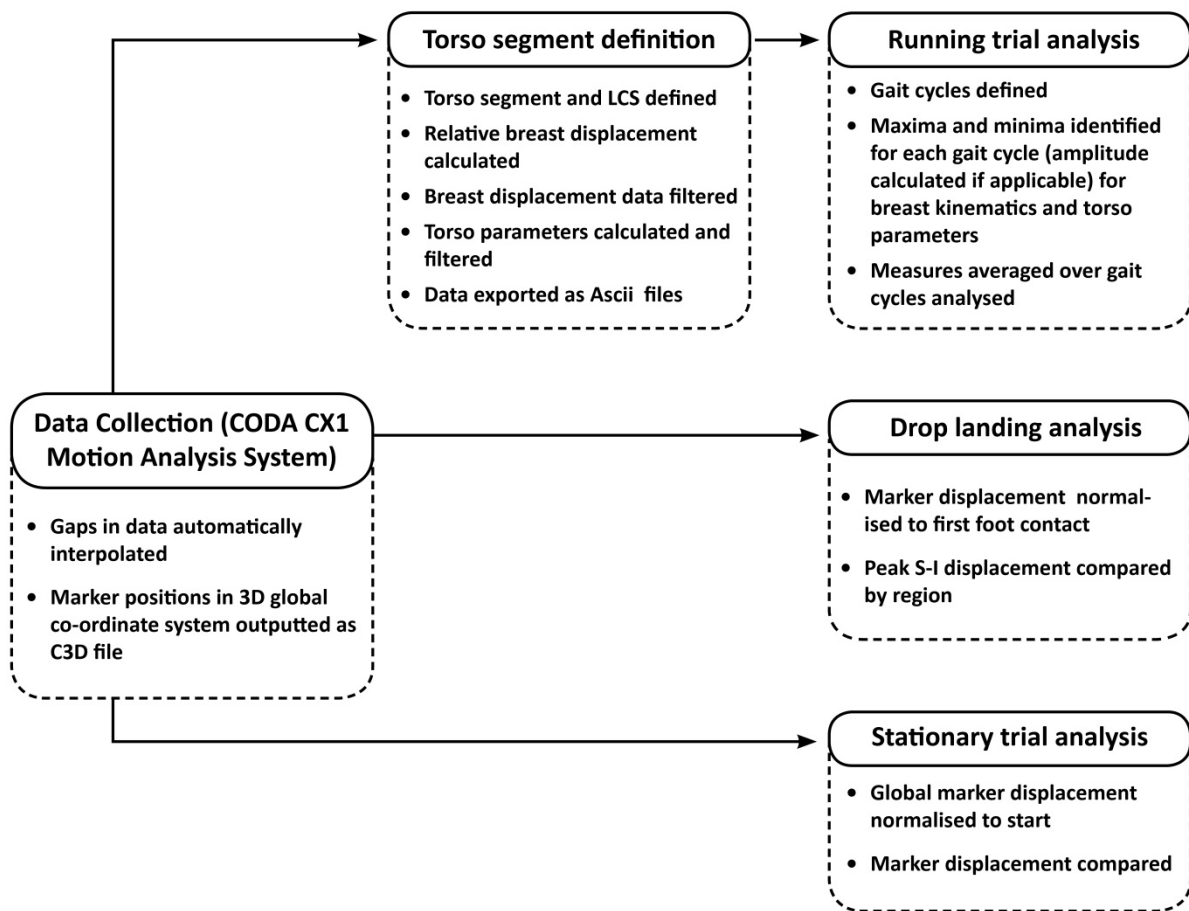 Torso segment definition
• Torso segment and LCS defined
• Relative breast displacement
calculated
• Breast displacement data filtered
• Torso parameters calculated and
filtered
• Data exported as Ascii files
Running trial analysis
• Gait cycles defined
• Maxima and minima identified
for each gait cycle (amplitude
calculated if applicable) for
breast kinematics and torso
parameters
• Measures averaged over gait
cycles analysed
Data Collection (CODA CX1
Motion Analysis System)
• Gaps in data automatically
interpolated
• Marker positions in 3D global
co-ordinate system outputted as
C3D file
Drop landing analysis
• Marker displacement normal-
ised to first foot contact
• Peak S-I displacement compared
by region
Stationary trial analysis
• Global marker displacement
normalised to start
• Marker displacement compared